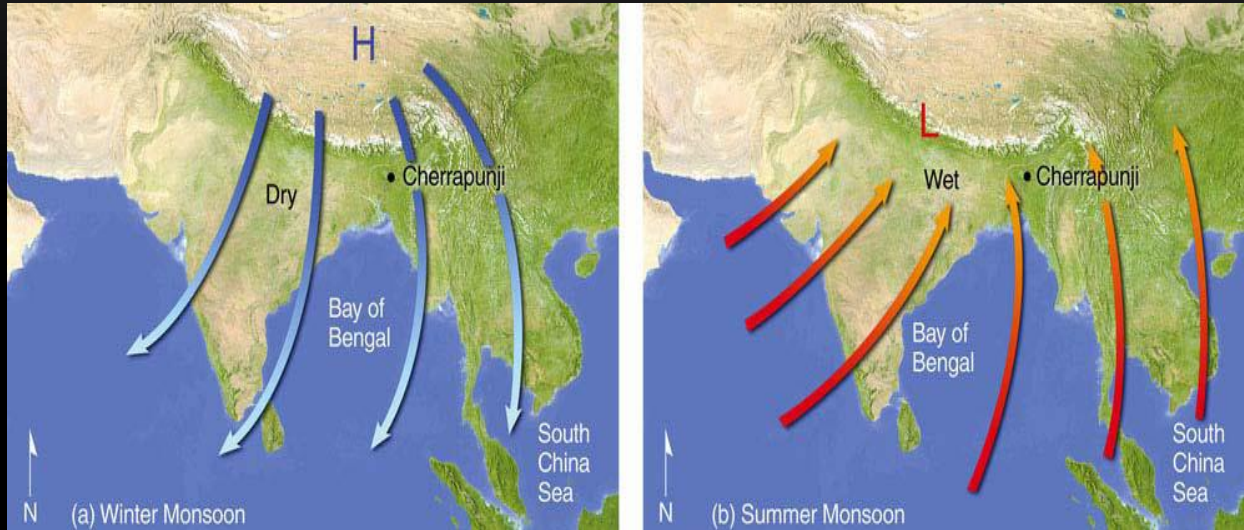 H
Dry
Cherrapunji
Bay of
Bengal
South
China
Sea
N
(a) Winter Monsoon
L
Wet
Cherrapunji
Bay of
Bengal
South
China
Sea
N
(b) Summer Monsoon